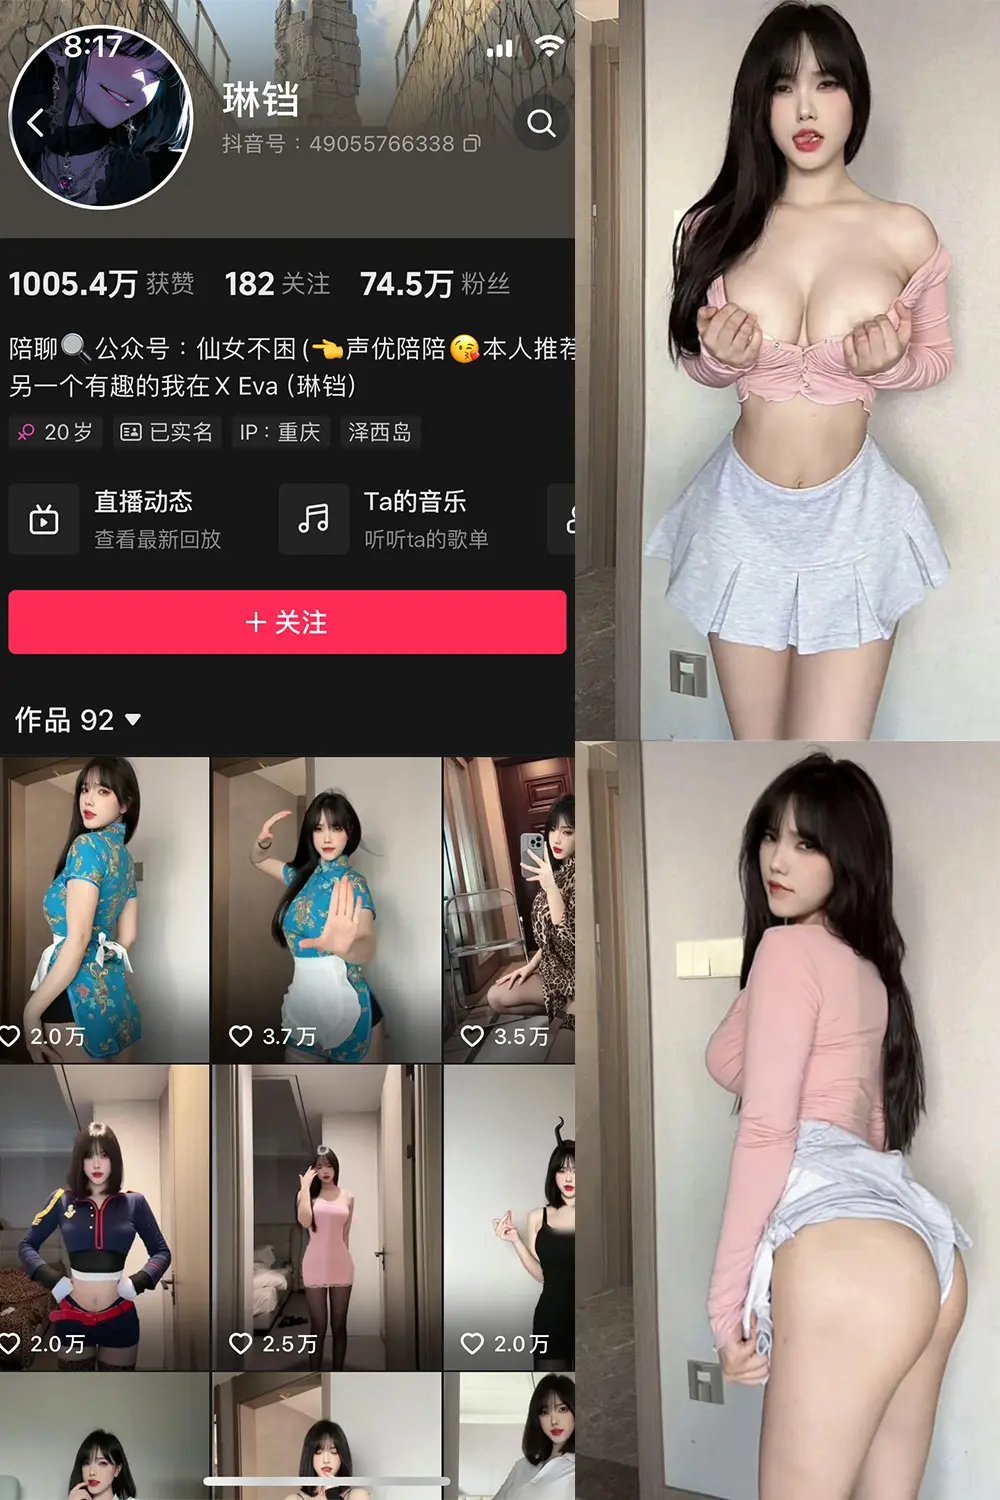 8:17
琳铛
抖音号：49055766338
1005.4万 获赞 182 关注 74.5万 粉丝
陪聊🔍公众号：仙女不困(👈声优陪陪😘本人推荐
另一个有趣的我在 X Eva (琳铛)
20岁 已实名 IP：重庆 泽西岛
直播动态 Ta的音乐
查看最新回放 听听ta的歌单
＋关注
作品 92
2.0万 3.7万 3.5万
2.0万 2.5万 2.0万